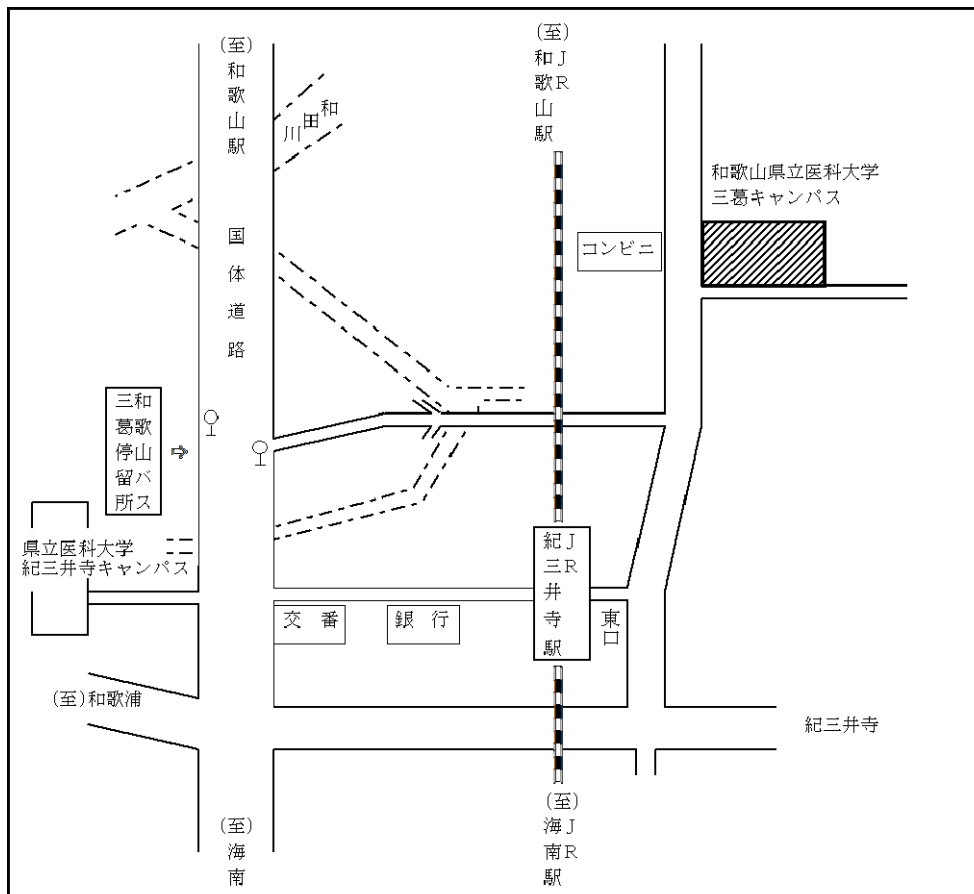 (至)和歌山駅
(至)
JR
和歌山駅
和田川
和歌山県立医科大学
三葛キャンパス
コンビニ
国体道路
和歌山バス
三葛停留所
⇨
県立医科大学
紀三井寺キャンパス
JR
紀三井寺駅
交番
銀行
東口
(至)和歌浦
紀三井寺
(至)海南
(至)
JR
海南駅